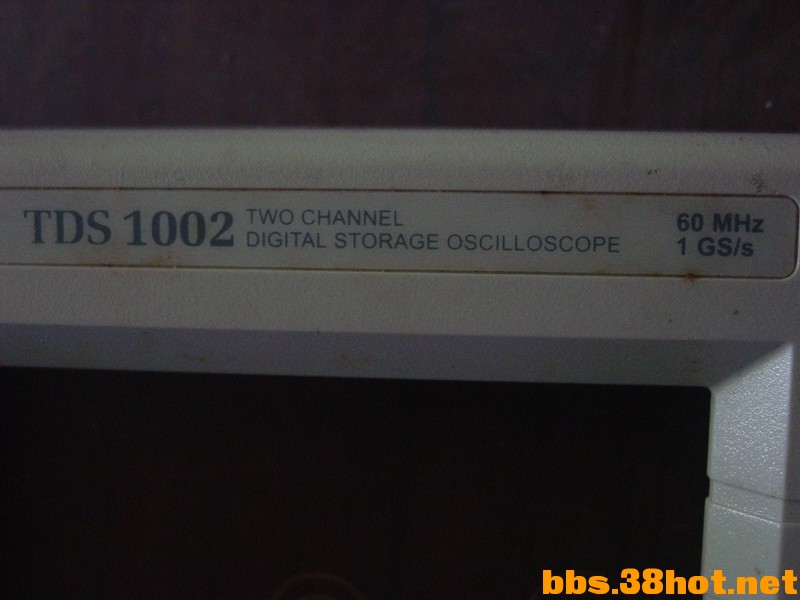 TDS 1002
TWO CHANNEL
DIGITAL STORAGE OSCILLOSCOPE
60 MHz
1 GS/s
bbs.38hot.net